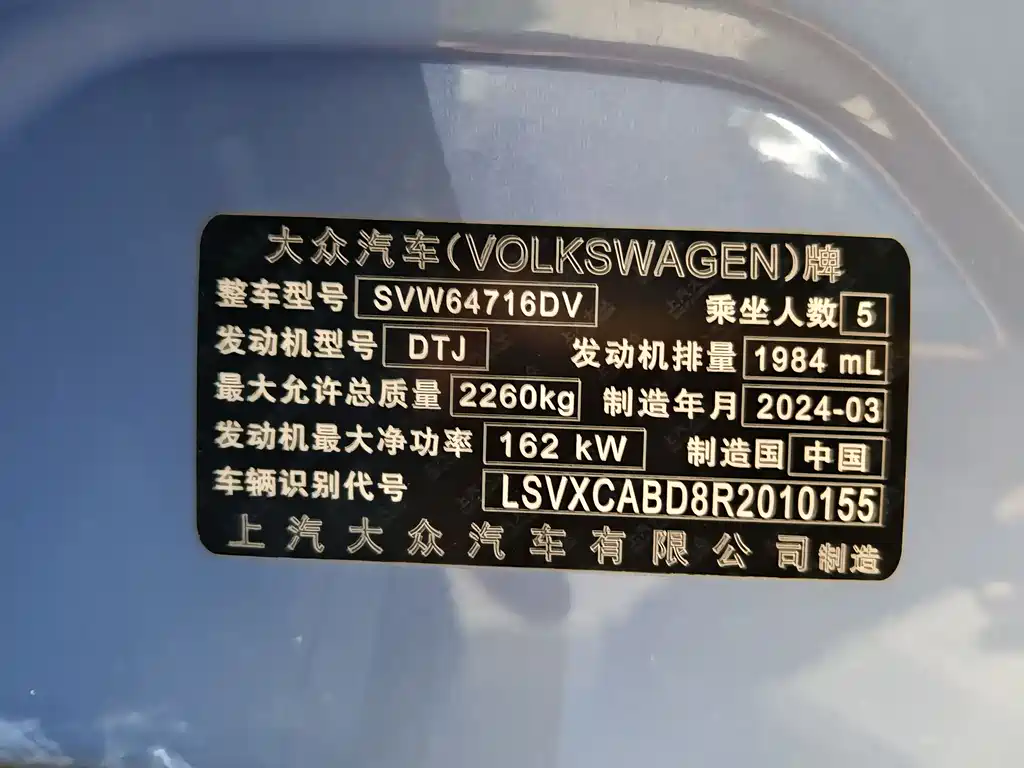 大众汽车(VOLKSWAGEN)牌
整车型号 SVW64716DV 乘坐人数 5
发动机型号 DTJ 发动机排量 1984 mL
最大允许总质量 2260kg 制造年月 2024-03
发动机最大净功率 162 kW 制造国 中国
车辆识别代号 LSVXCABD8R2010155
上汽大众汽车有限公司制造